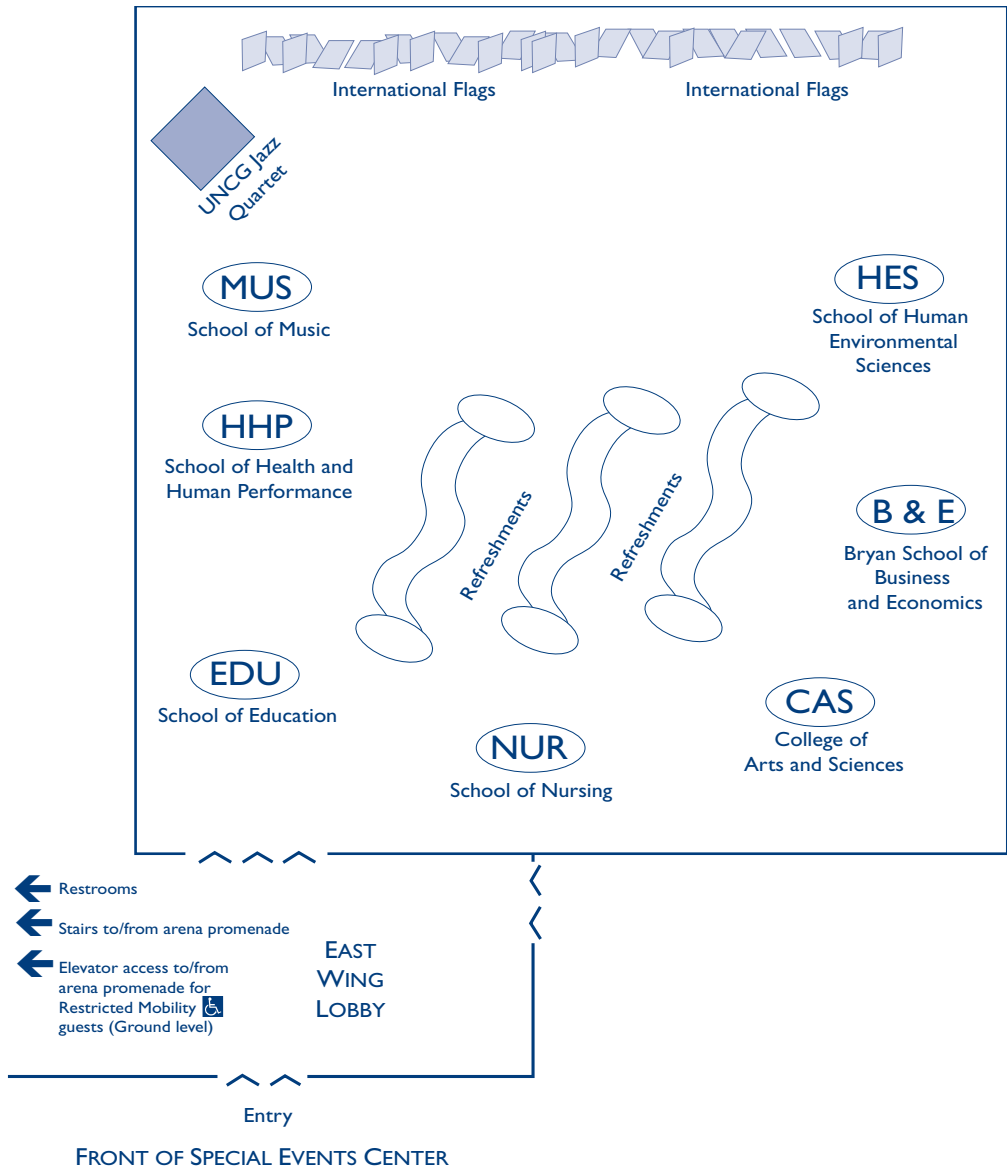 International Flags
International Flags
UNCG Jazz
Quartet
MUS
School of Music
HES
School of Human
Environmental
Sciences
HHP
School of Health and
Human Performance
Refreshments
Refreshments
B & E
Bryan School of
Business
and Economics
EDU
School of Education
NUR
School of Nursing
CAS
College of
Arts and Sciences
Restrooms
Stairs to/from arena promenade
Elevator access to/from
arena promenade for
Restricted Mobility
guests (Ground level)
EAST
WING
LOBBY
Entry
FRONT OF SPECIAL EVENTS CENTER